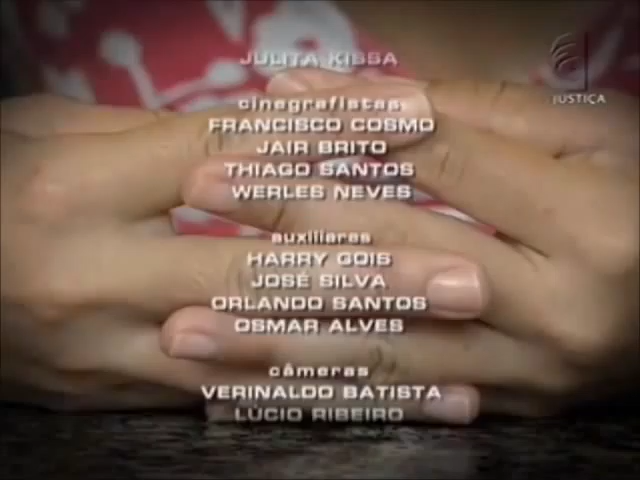 JULITA KISSA
cinegrafistas
FRANCISCO COSMO
JAIR BRITO
THIAGO SANTOS
WERLES NEVES
auxiliares
HARRY GOIS
JOSÉ SILVA
ORLANDO SANTOS
OSMAR ALVES
câmeras
VERINALDO BATISTA
LÚCIO RIBEIRO
JUSTIÇA